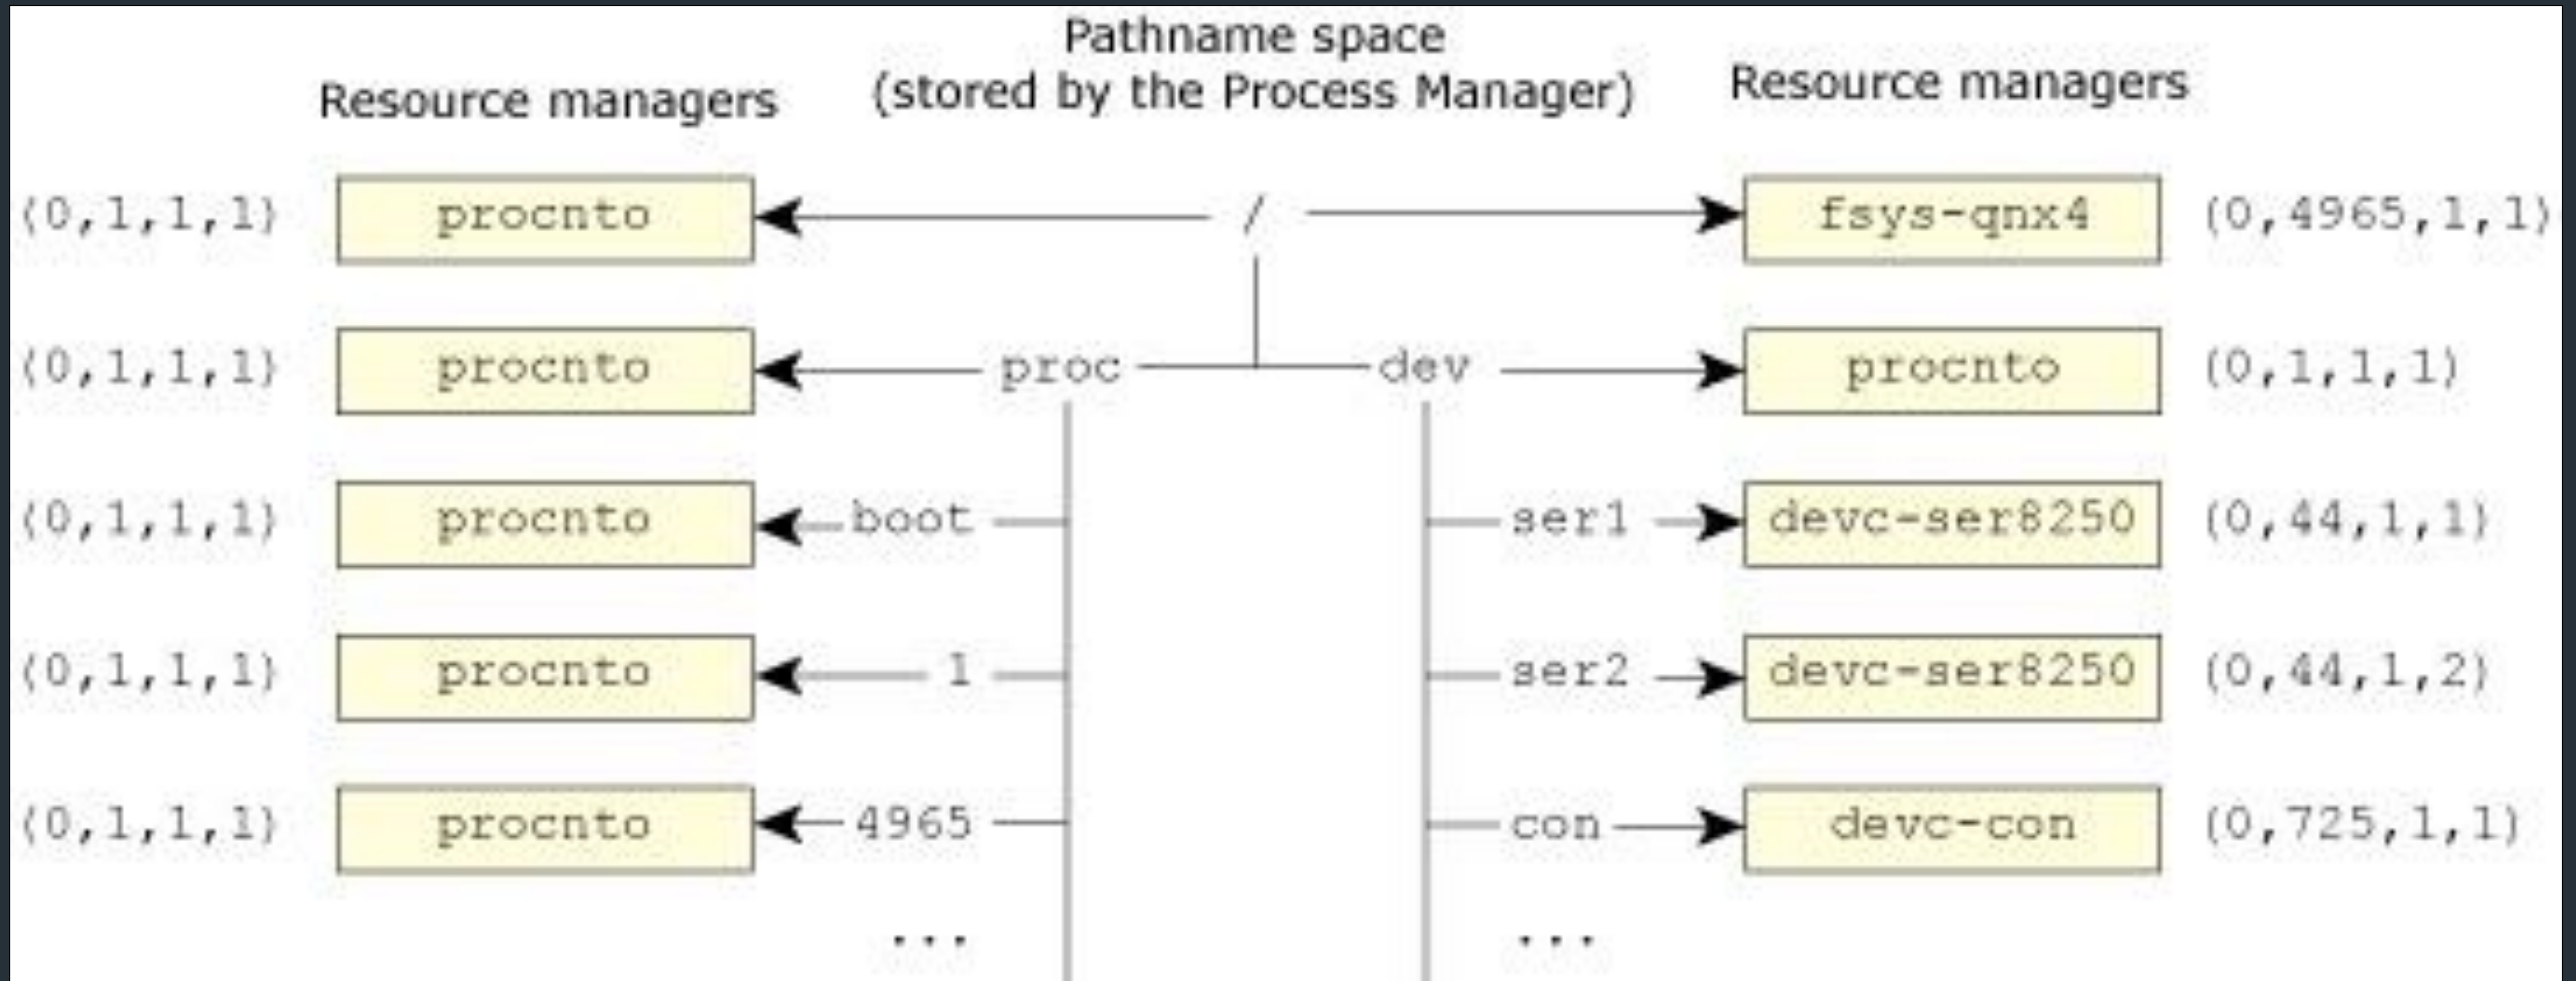 Pathname space
(stored by the Process Manager)
Resource managers
Resource managers
(0,1,1,1) procnto / fsys-qnx4 (0,4965,1,1)
(0,1,1,1) procnto proc dev procnto (0,1,1,1)
(0,1,1,1) procnto boot ser1 devc-ser8250 (0,44,1,1)
(0,1,1,1) procnto 1 ser2 devc-ser8250 (0,44,1,2)
(0,1,1,1) procnto 4965 con devc-con (0,725,1,1)
... ...